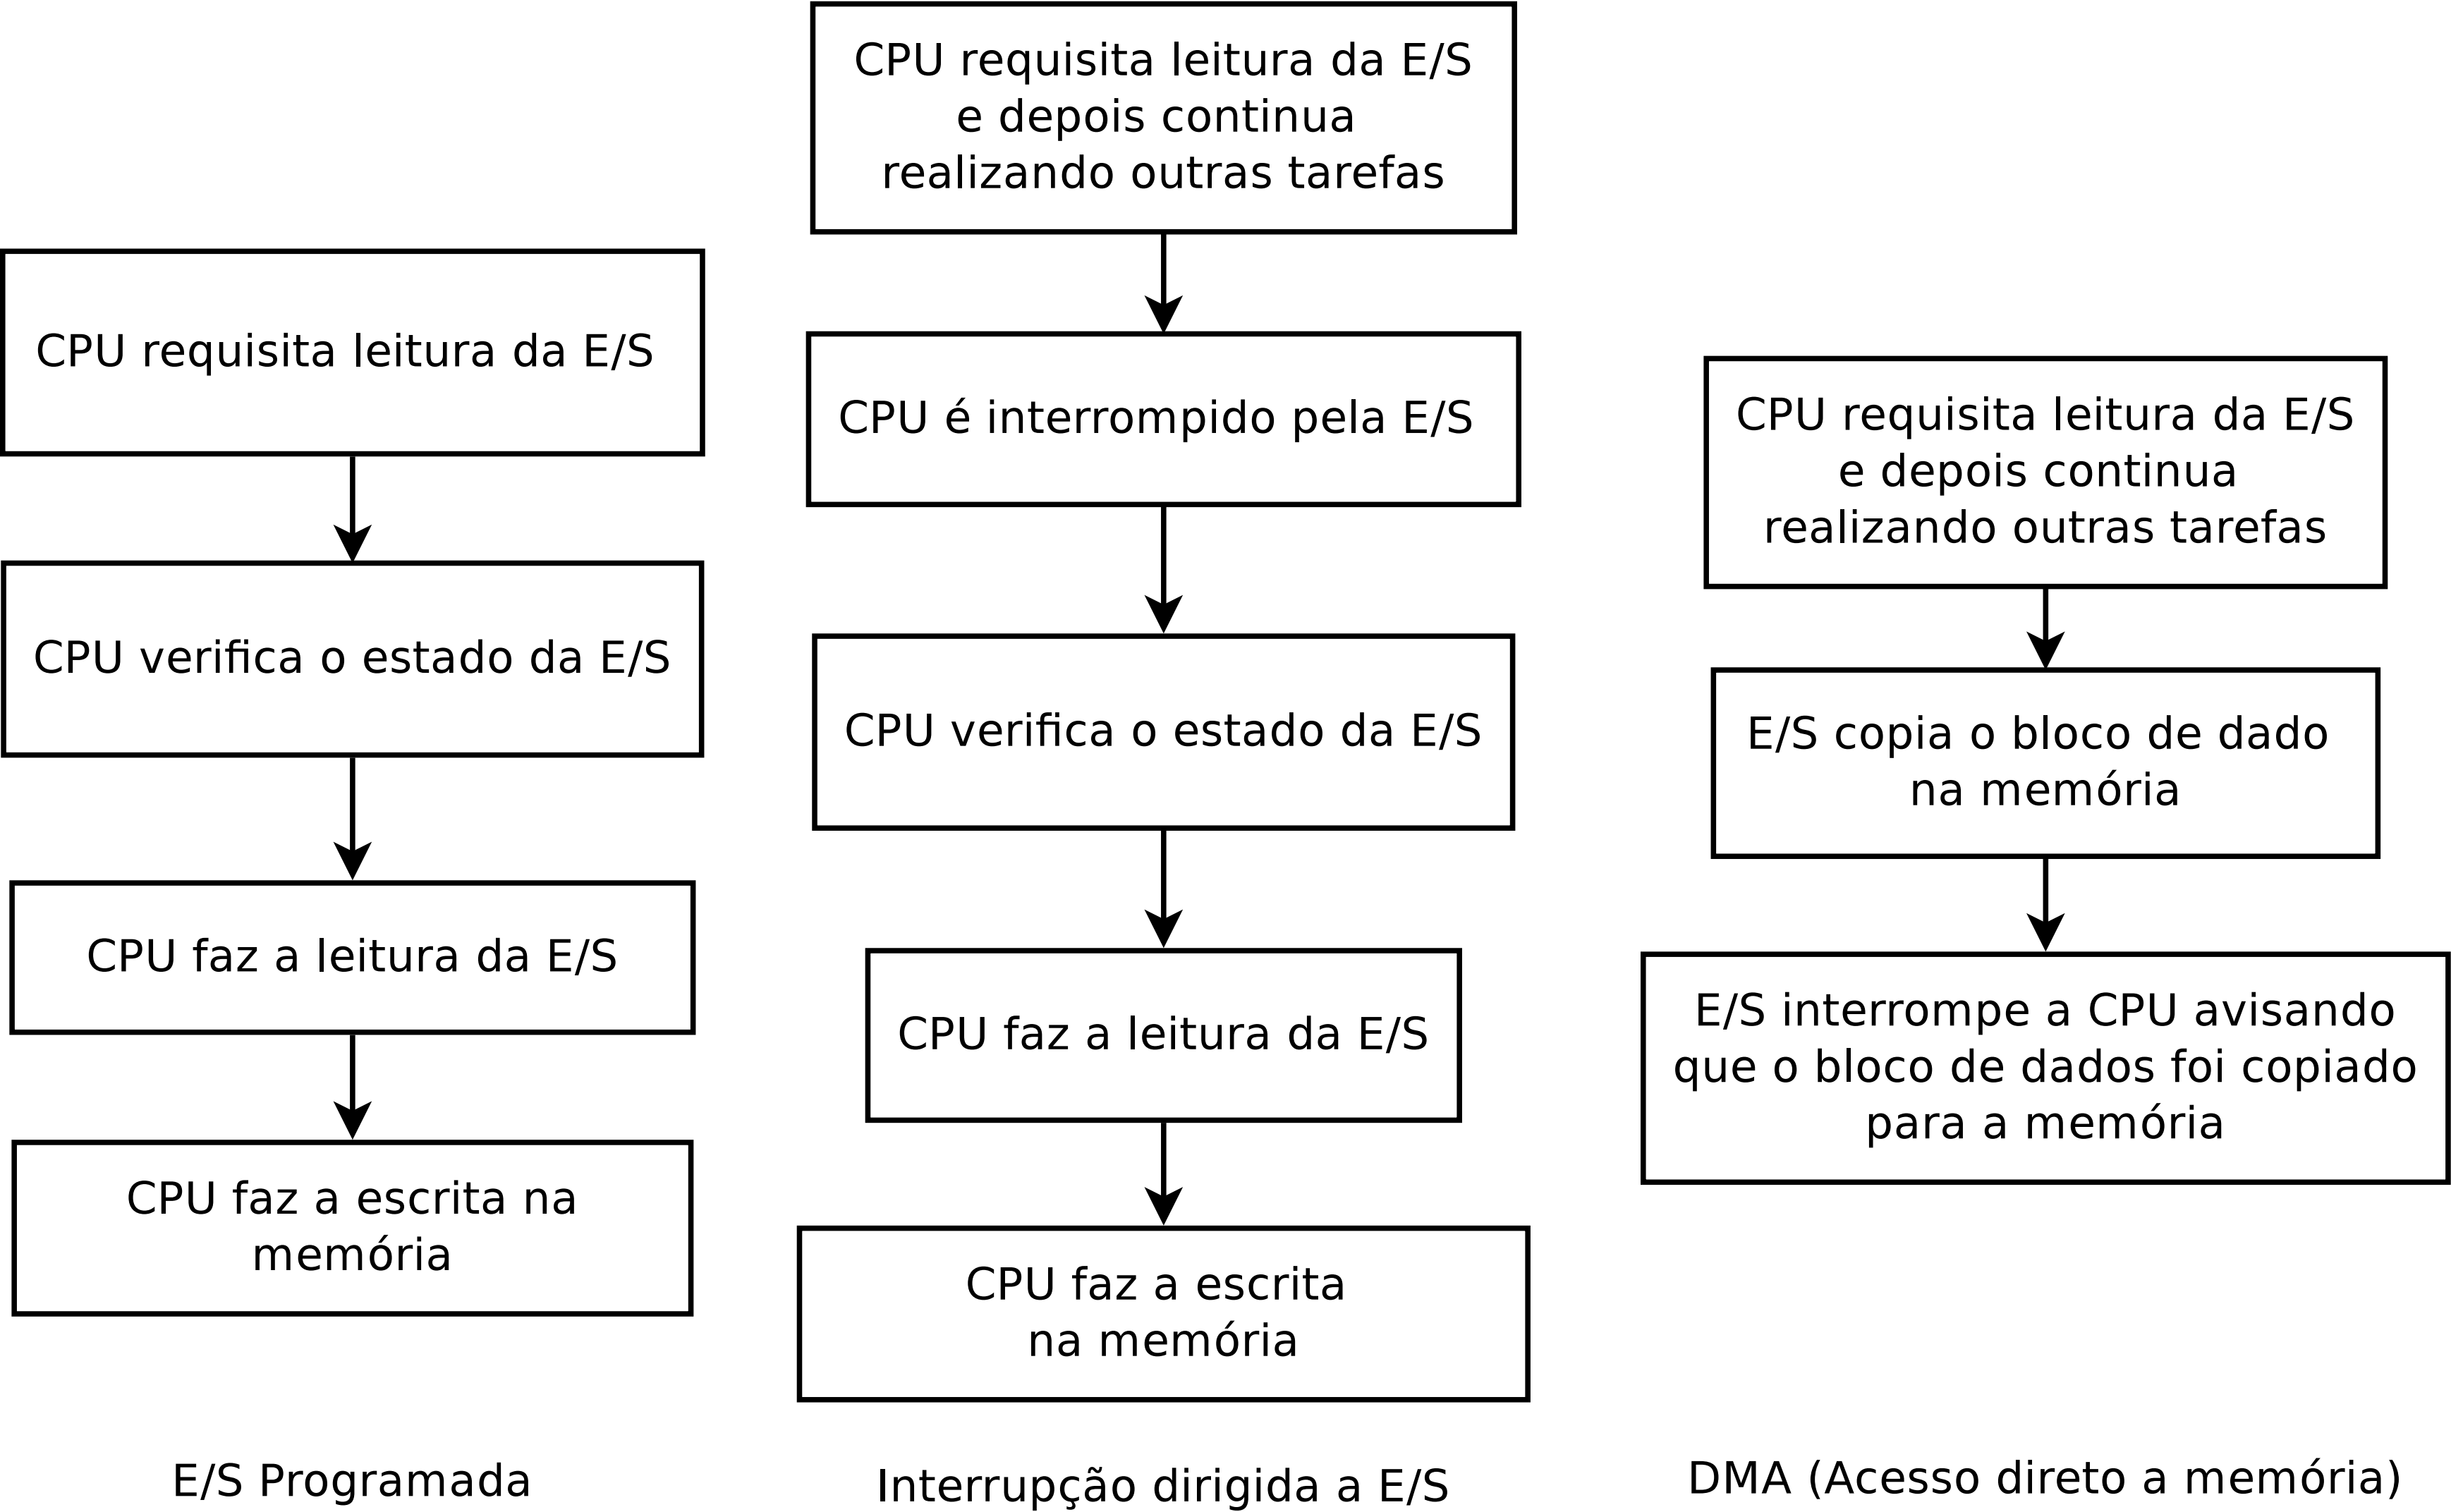 CPU requisita leitura da E/S
CPU verifica o estado da E/S
CPU faz a leitura da E/S
CPU faz a escrita na
memória
E/S Programada
CPU requisita leitura da E/S
e depois continua
realizando outras tarefas
CPU é interrompido pela E/S
CPU verifica o estado da E/S
CPU faz a leitura da E/S
CPU faz a escrita
na memória
Interrupção dirigida a E/S
CPU requisita leitura da E/S
e depois continua
realizando outras tarefas
E/S copia o bloco de dado
na memória
E/S interrompe a CPU avisando
que o bloco de dados foi copiado
para a memória
DMA (Acesso direto a memória)